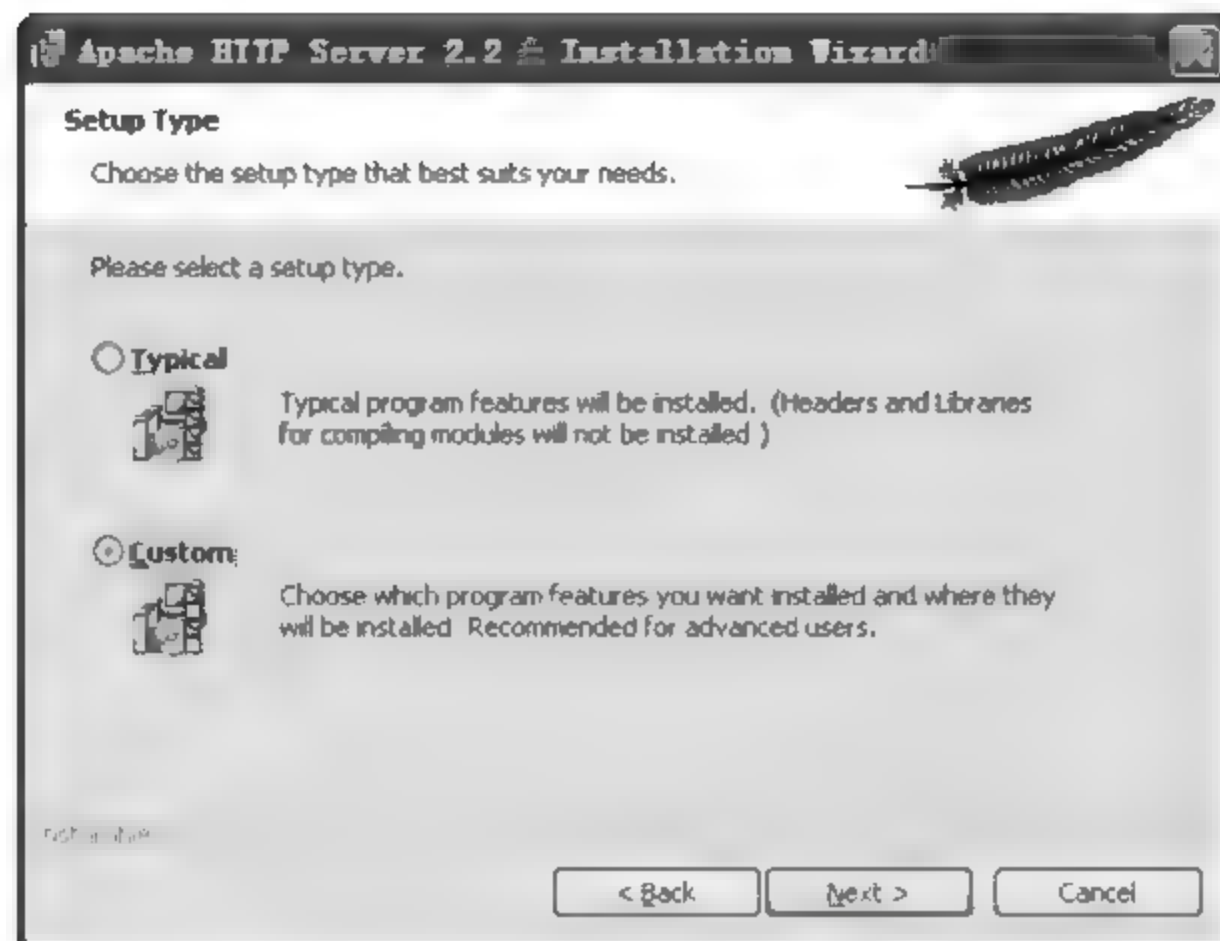 Apache HTTP Server 2.2 - Installation Wizard
Setup Type
Choose the setup type that best suits your needs.
Please select a setup type.
Typical
Typical program features will be installed. (Headers and Libraries
for compiling modules will not be installed.)
Custom
Choose which program features you want installed and where they
will be installed. Recommended for advanced users.
< Back
Next >
Cancel